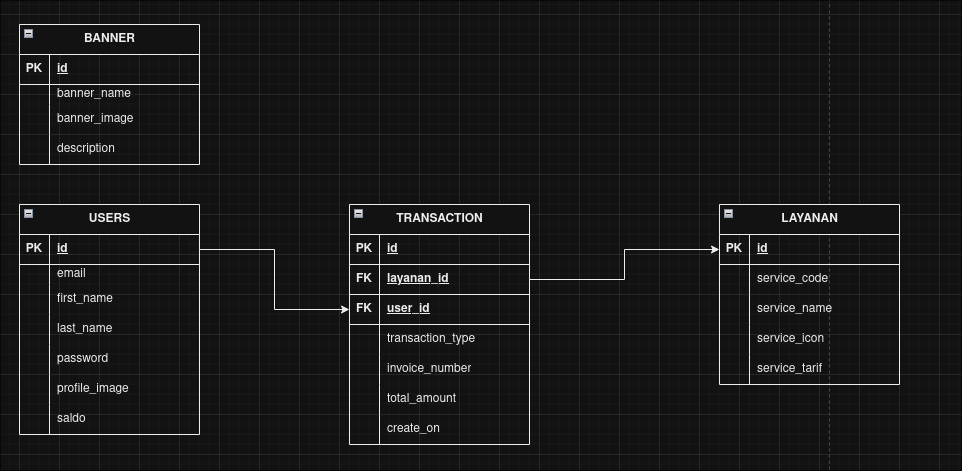 BANNER
PK id
banner_name
banner_image
description
USERS
PK id
email
first_name
last_name
password
profile_image
saldo
TRANSACTION
PK id
FK layanan_id
FK user_id
transaction_type
invoice_number
total_amount
create_on
LAYANAN
PK id
service_code
service_name
service_icon
service_tarif